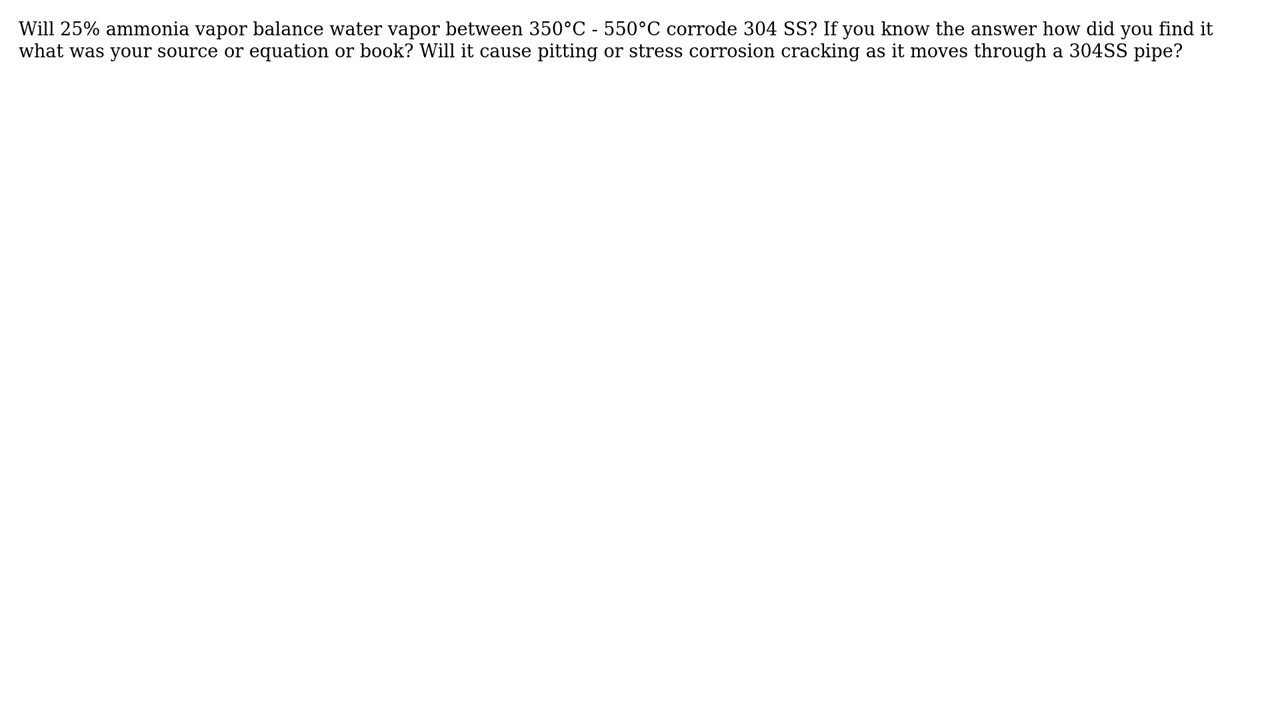 Will 25% ammonia vapor balance water vapor between 350°C - 550°C corrode 304 SS? If you know the answer how did you find it
what was your source or equation or book? Will it cause pitting or stress corrosion cracking as it moves through a 304SS pipe?